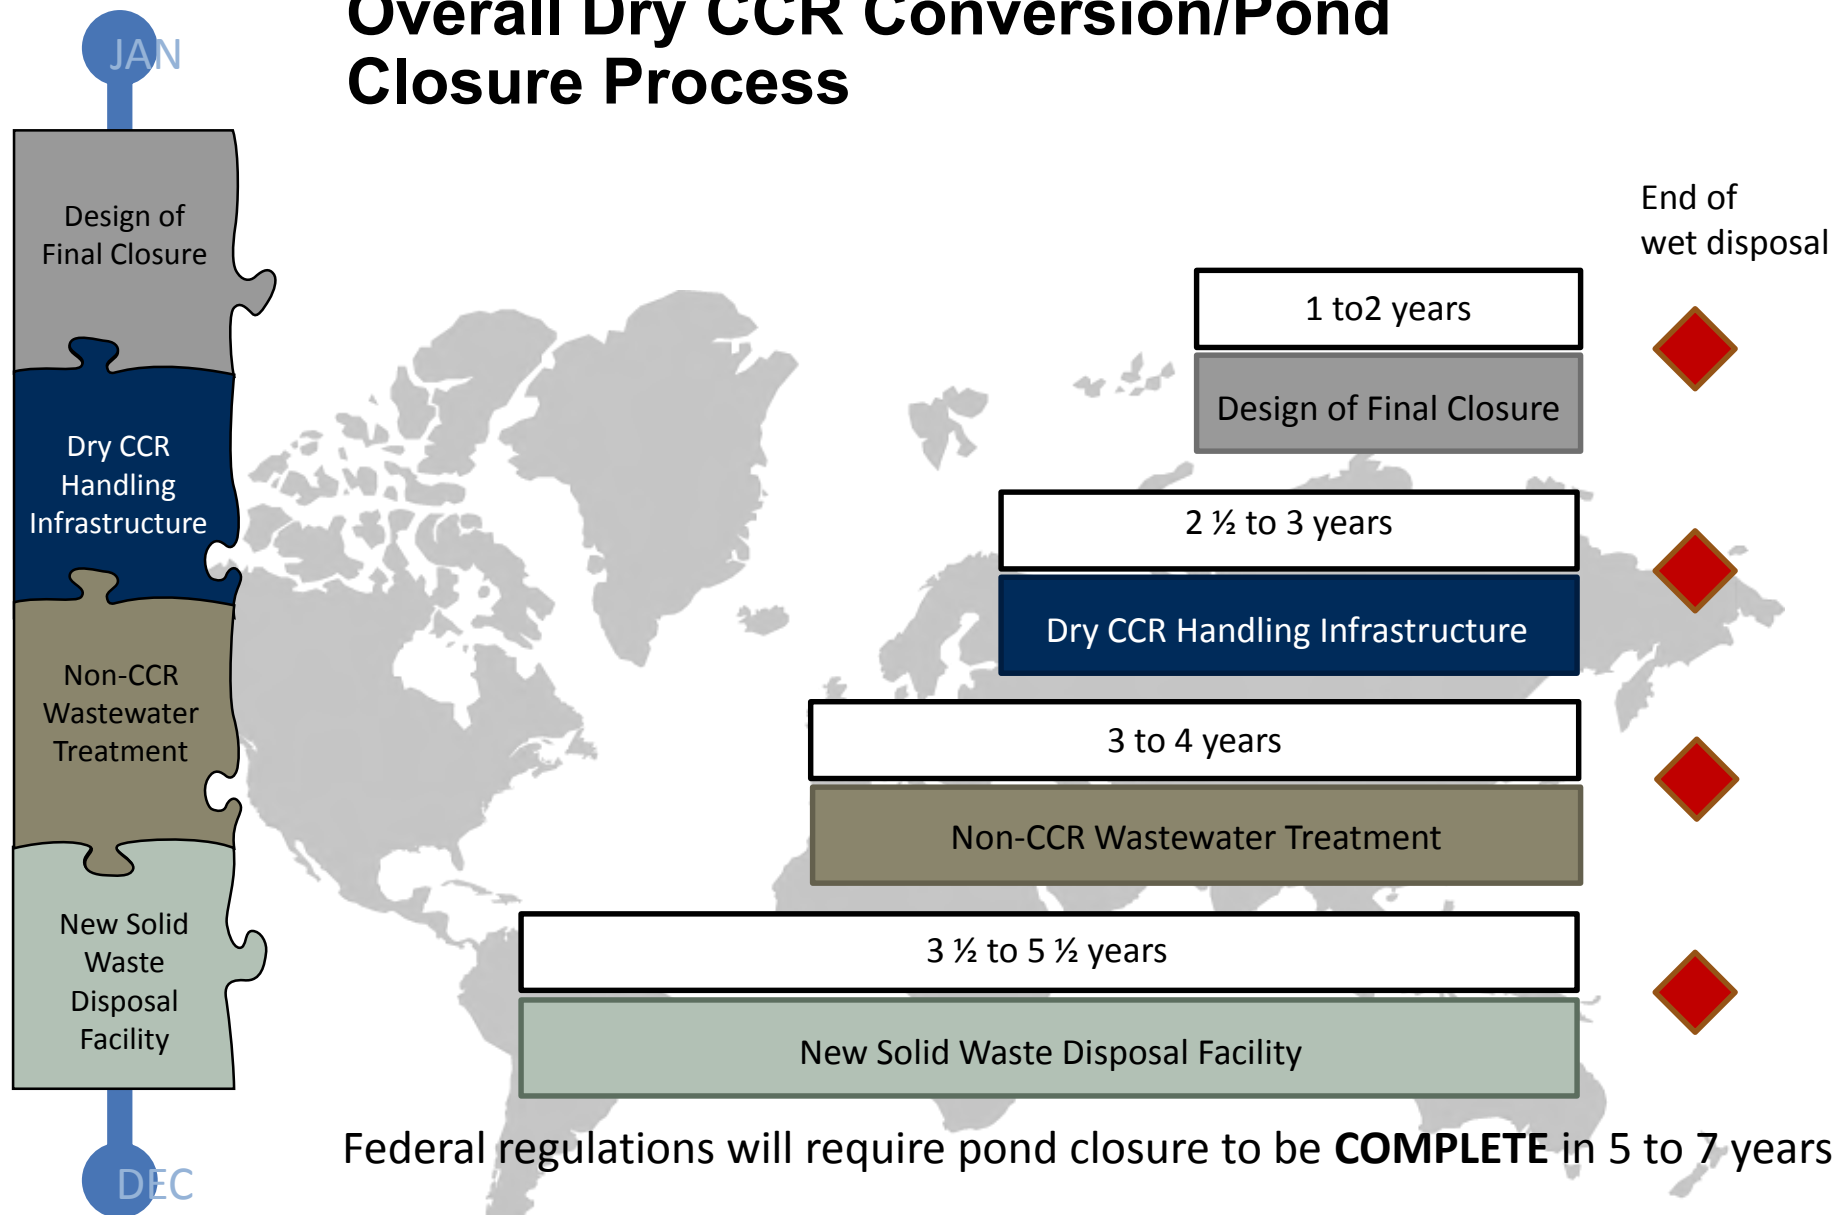 Overall Dry CCR Conversion/Pond
Closure Process
JAN
Design of
Final Closure
Dry CCR
Handling
Infrastructure
Non-CCR
Wastewater
Treatment
New Solid
Waste
Disposal
Facility
DEC
End of
wet disposal
1 to2 years
Design of Final Closure
2 ½ to 3 years
Dry CCR Handling Infrastructure
3 to 4 years
Non-CCR Wastewater Treatment
3 ½ to 5 ½ years
New Solid Waste Disposal Facility
Federal regulations will require pond closure to be COMPLETE in 5 to 7 years